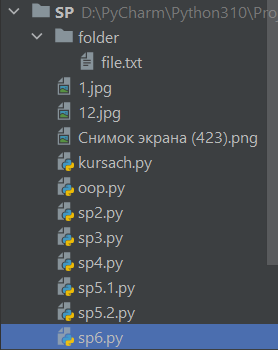 SP D:\PyCharm\Python310\Pro
folder
file.txt
1.jpg
12.jpg
Снимок экрана (423).png
kursach.py
oop.py
sp2.py
sp3.py
sp4.py
sp5.1.py
sp5.2.py
sp6.py